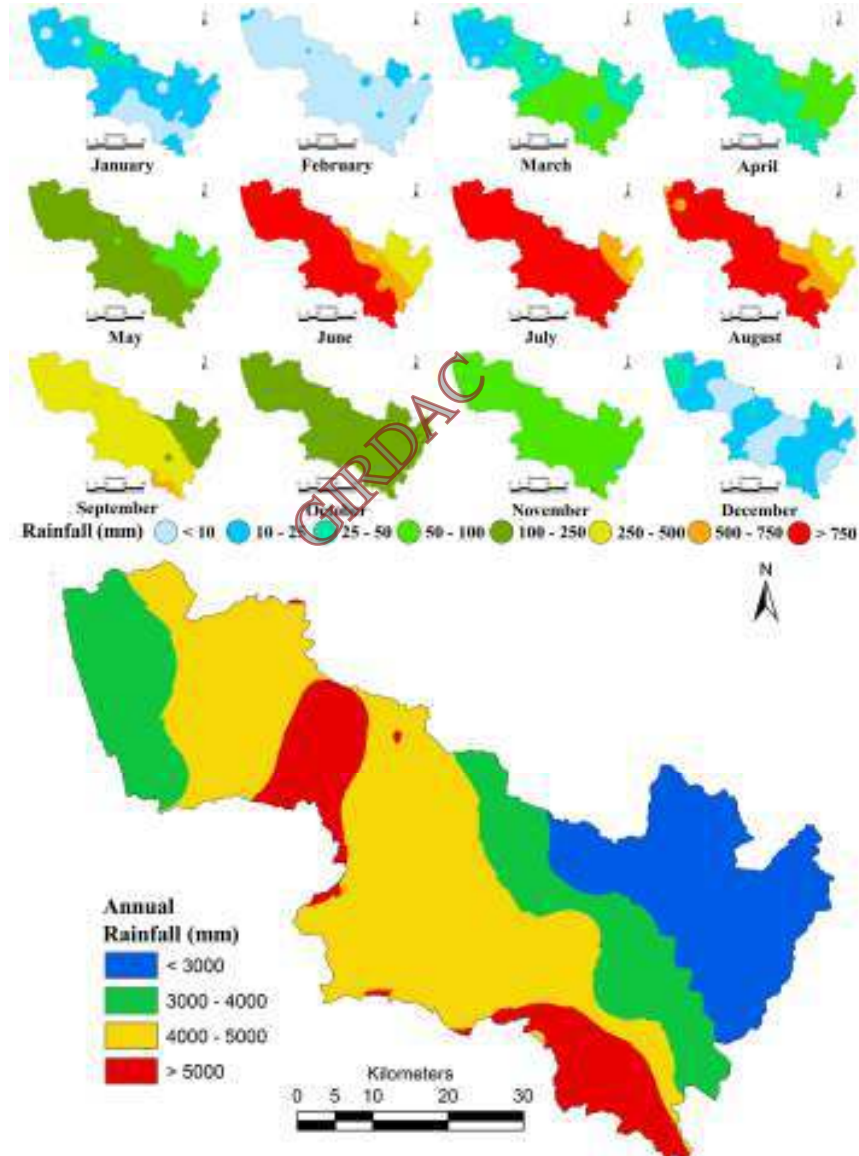 January February March April
May June July August
September October November December
GIRDAC
Rainfall (mm) < 10 10 - 25 25 - 50 50 - 100 100 - 250 250 - 500 500 - 750 > 750
N
Annual
Rainfall (mm)
< 3000
3000 - 4000
4000 - 5000
> 5000
Kilometers
0 5 10 20 30